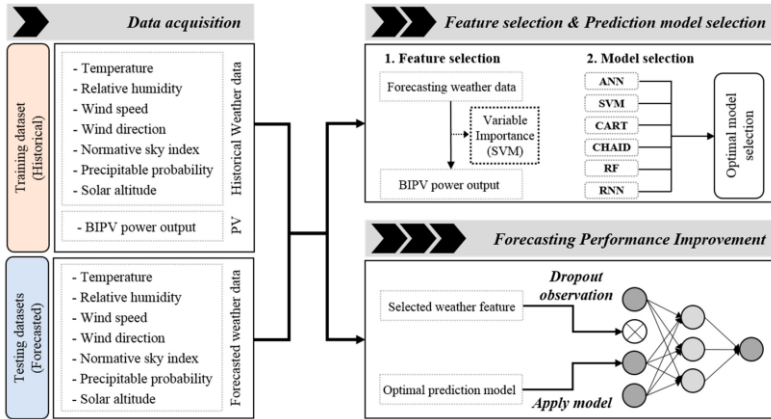 Data acquisition
Training dataset
(Historical)
- Temperature
- Relative humidity
- Wind speed
- Wind direction
- Normative sky index
- Precipitable probability
- Solar altitude
Historical Weather data
- BIPV power output
PV
Testing datasets
(Forecasted)
- Temperature
- Relative humidity
- Wind speed
- Wind direction
- Normative sky index
- Precipitable probability
- Solar altitude
Forecasted weather data
Feature selection & Prediction model selection
1. Feature selection
Forecasting weather data
Variable
Importance
(SVM)
BIPV power output
2. Model selection
ANN
SVM
CART
CHAID
RF
RNN
Optimal model
selection
Forecasting Performance Improvement
Dropout
observation
Selected weather feature
Optimal prediction model
Apply model